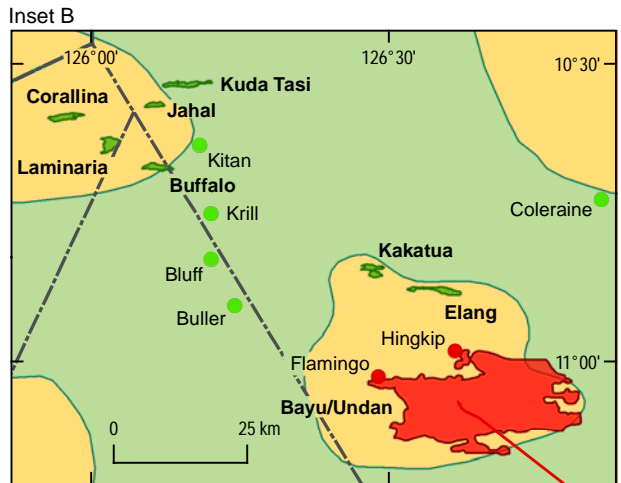 Inset B
126°00'
126°30'
10°30'
Kuda Tasi
Corallina
Jahal
Laminaria
Kitan
Buffalo
Krill
Coleraine
Bluff
Kakatua
Buller
Elang
Hingkip
Flamingo
11°00'
Bayu/Undan
0
25 km